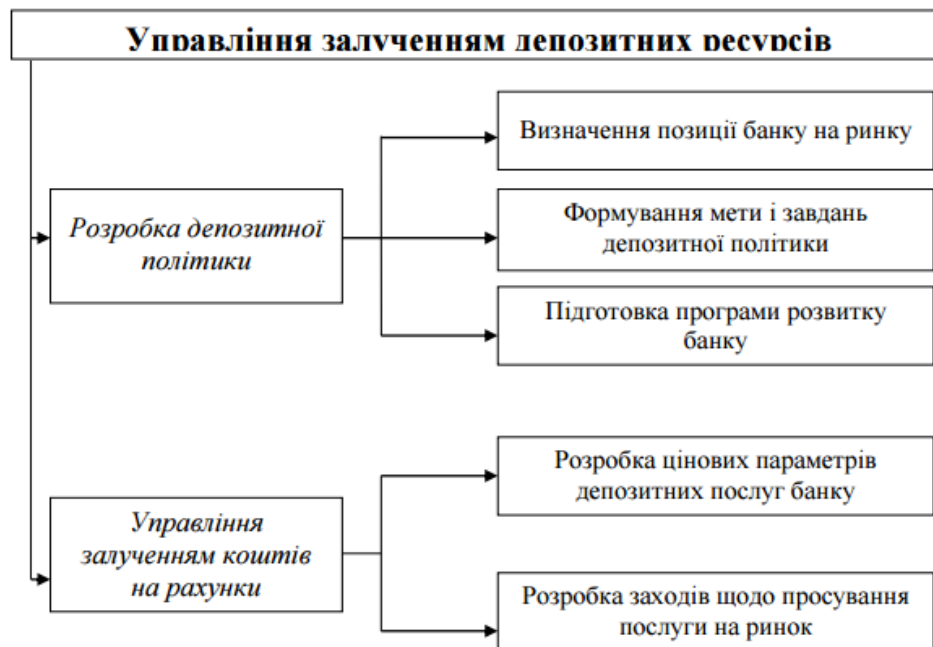 Управління залученням депозитних ресурсів
Визначення позиції банку на ринку
Розробка депозитної
політики
Формування мети і завдань
депозитної політики
Підготовка програми розвитку
банку
Управління
залученням коштів
на рахунки
Розробка цінових параметрів
депозитних послуг банку
Розробка заходів щодо просування
послуги на ринок